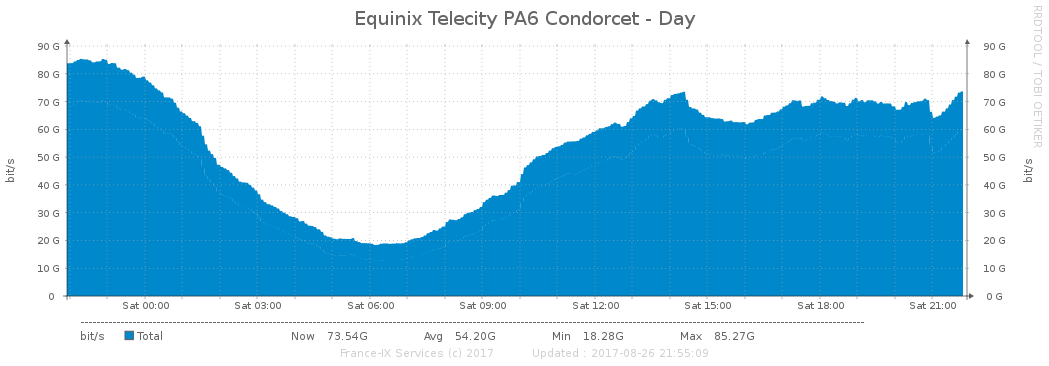 Equinix Telecity PA6 Condorcet - Day
RRDTOOL / TOBI OETIKER
90 G 90 G
80 G 80 G
70 G 70 G
60 G 60 G
50 G 50 G
40 G 40 G
30 G 30 G
20 G 20 G
10 G 10 G
0 0 G
bit/s bit/s
Sat 00:00 Sat 03:00 Sat 06:00 Sat 09:00 Sat 12:00 Sat 15:00 Sat 18:00 Sat 21:00
bit/s Total Now 73.54G Avg 54.20G Min 18.28G Max 85.27G
France-IX Services (c) 2017 Updated : 2017-08-26 21:55:09